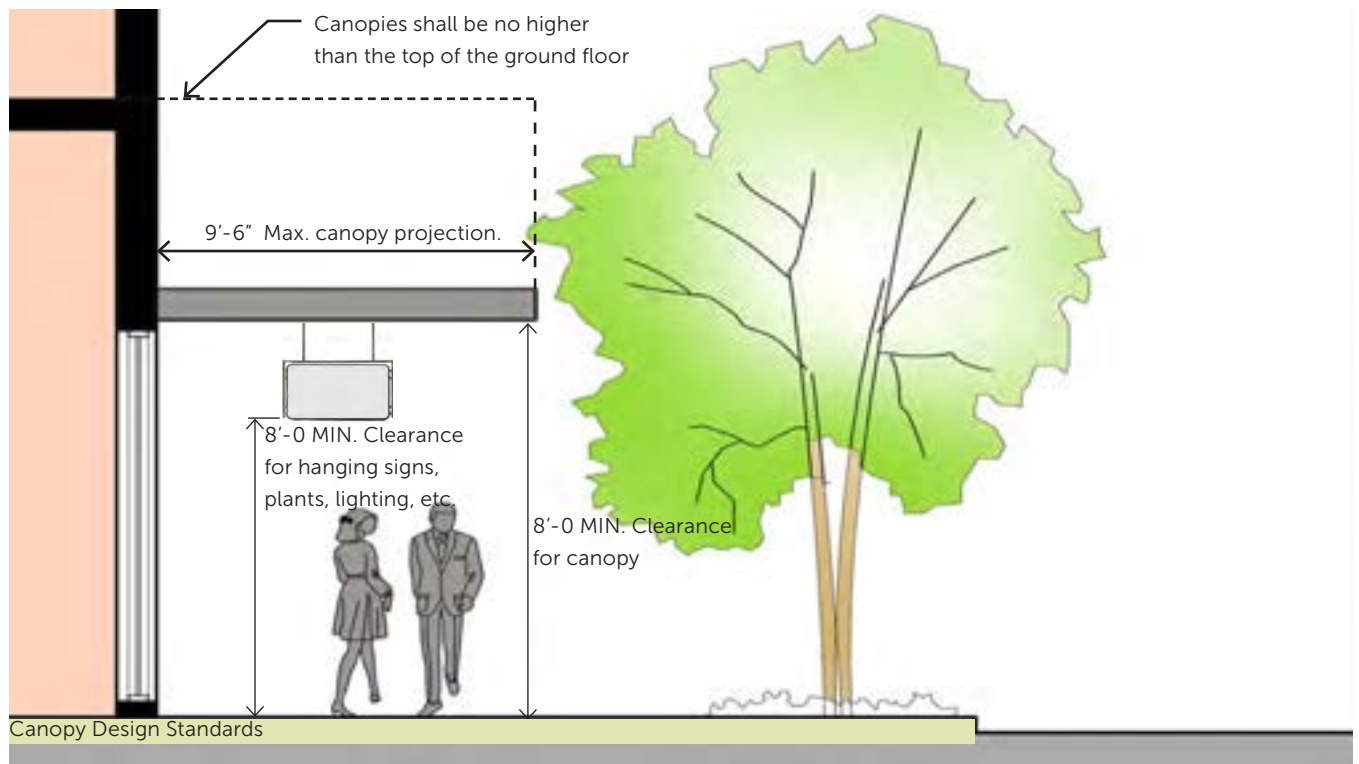 Canopies shall be no higher
than the top of the ground floor
9’-6” Max. canopy projection.
8’-0 MIN. Clearance
for hanging signs,
plants, lighting, etc.
8’-0 MIN. Clearance
for canopy
Canopy Design Standards